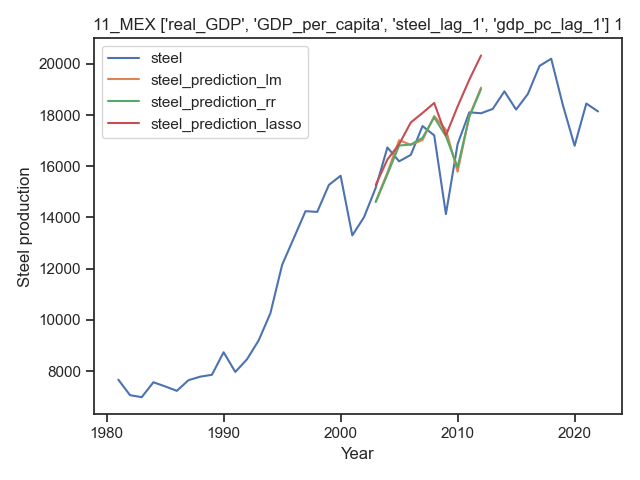 11_MEX ['real_GDP', 'GDP_per_capita', 'steel_lag_1', 'gdp_pc_lag_1'] 1
steel
steel_prediction_lm
steel_prediction_rr
steel_prediction_lasso
20000
18000
16000
14000
12000
10000
8000
Steel production
1980
1990
2000
2010
2020
Year